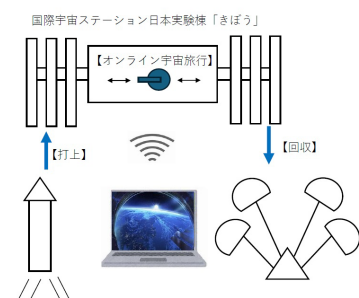 国際宇宙ステーション日本実験棟「きぼう」
【オンライン宇宙旅行】
【打上】
【回収】